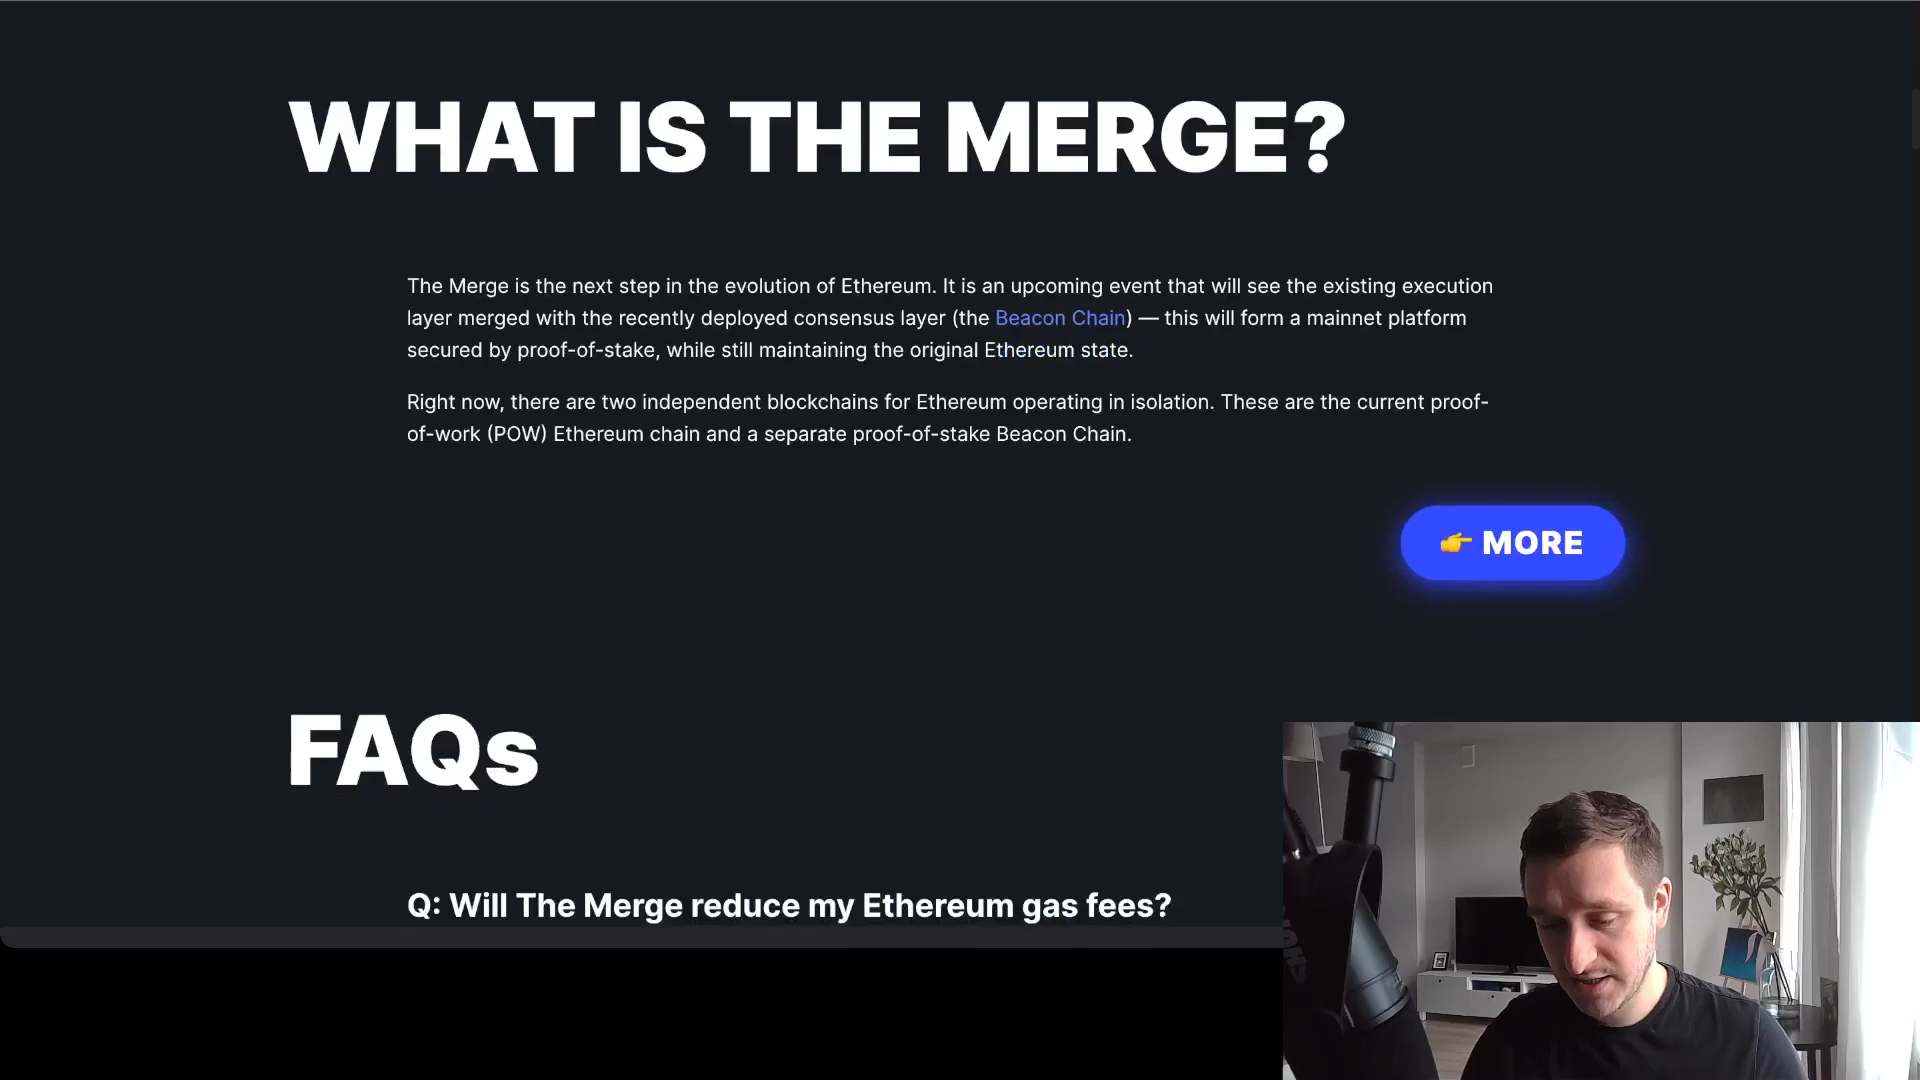 WHAT IS THE MERGE?
The Merge is the next step in the evolution of Ethereum. It is an upcoming event that will see the existing execution
layer merged with the recently deployed consensus layer (the Beacon Chain) — this will form a mainnet platform
secured by proof-of-stake, while still maintaining the original Ethereum state.
Right now, there are two independent blockchains for Ethereum operating in isolation. These are the current proof-
of-work (POW) Ethereum chain and a separate proof-of-stake Beacon Chain.
👉 MORE
FAQs
Q: Will The Merge reduce my Ethereum gas fees?